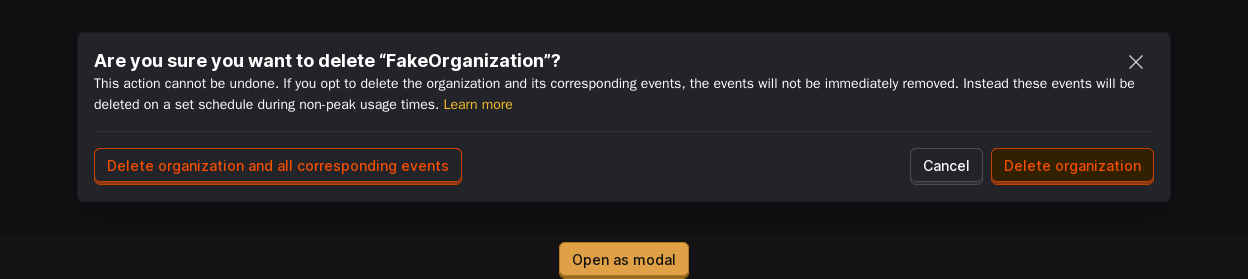 Are you sure you want to delete “FakeOrganization”?
This action cannot be undone. If you opt to delete the organization and its corresponding events, the events will not be immediately removed. Instead these events will be
deleted on a set schedule during non-peak usage times. Learn more
Delete organization and all corresponding events
Cancel
Delete organization
Open as modal